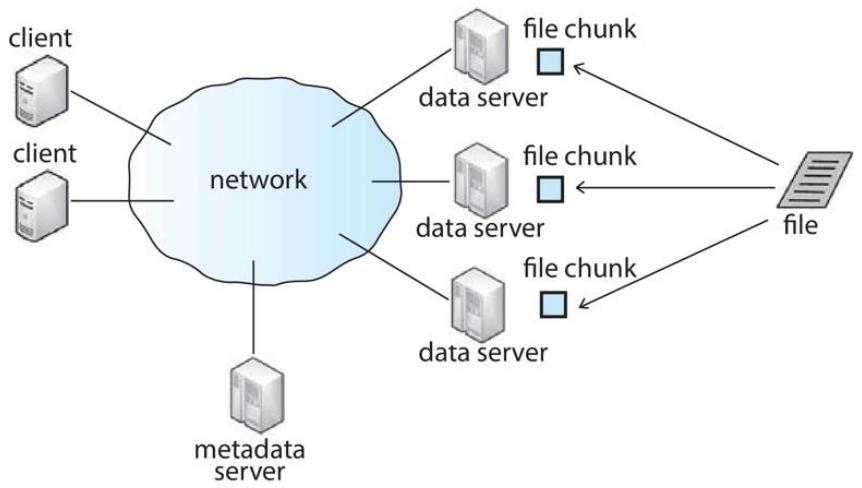 client
client
network
file chunk
data server
file chunk
data server
file chunk
data server
file
metadata
server